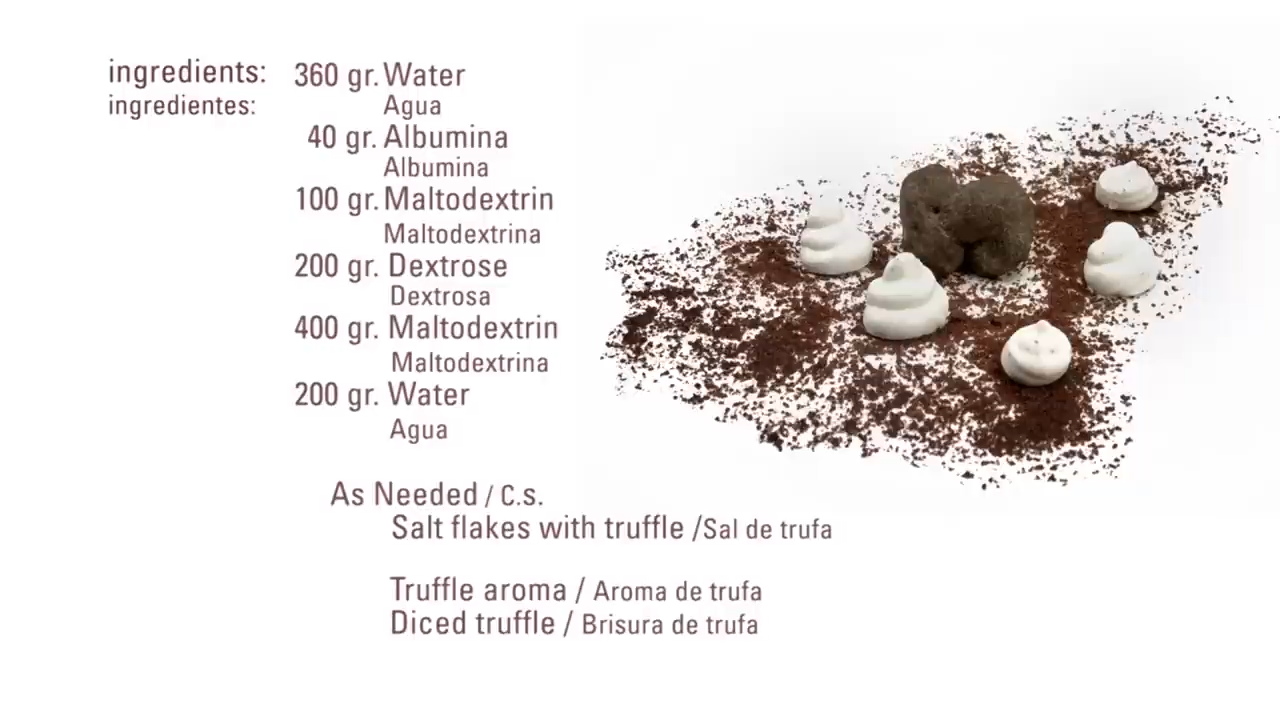 ingredients: 360 gr. Water
ingredientes: Agua
40 gr. Albumina
Albumina
100 gr. Maltodextrin
Maltodextrina
200 gr. Dextrose
Dextrosa
400 gr. Maltodextrin
Maltodextrina
200 gr. Water
Agua
As Needed / C.s.
Salt flakes with truffle /Sal de trufa
Truffle aroma / Aroma de trufa
Diced truffle / Brisura de trufa